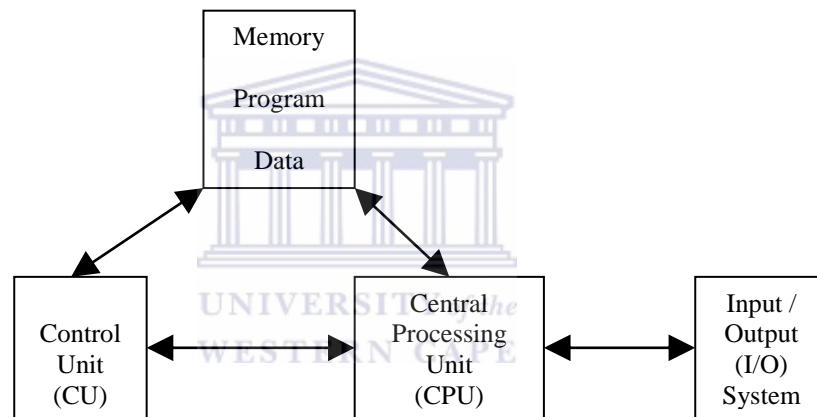 Memory
Program
Data
Control
Unit
(CU)
Central
Processing
Unit
(CPU)
Input /
Output
(I/O)
System
UNIVERSITY of the
WESTERN CAPE